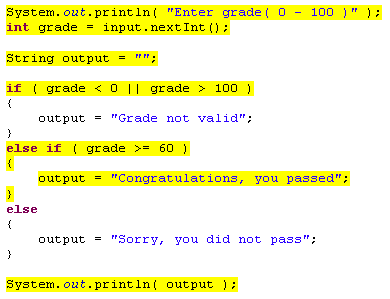 System.out.println( "Enter grade( 0 - 100 )" );
int grade = input.nextInt();
String output = "";
if ( grade < 0 || grade > 100 )
{
output = "Grade not valid";
}
else if ( grade >= 60 )
{
output = "Congratulations, you passed";
}
else
{
output = "Sorry, you did not pass";
}
System.out.println( output );